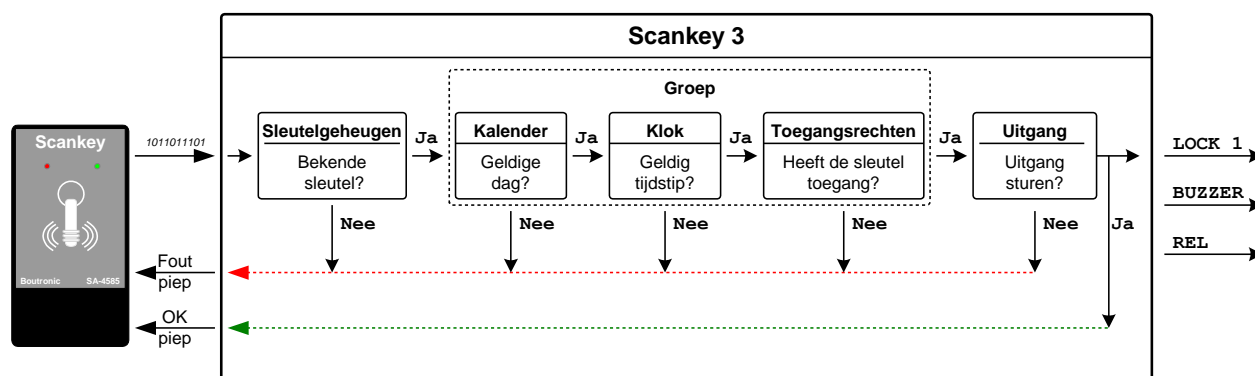 Scankey 3
Groep
Scankey
1011011101
Sleutelgeheugen
Ja
Kalender
Ja
Klok
Ja
Toegangsrechten
Ja
Uitgang
Bekende
sleutel?
Geldige
dag?
Geldig
tijdstip?
Heeft de sleutel
toegang?
Uitgang
sturen?
LOCK 1
BUZZER
REL
Nee
Nee
Nee
Nee
Nee
Ja
Boutronic SA-4585
Fout
piep
OK
piep